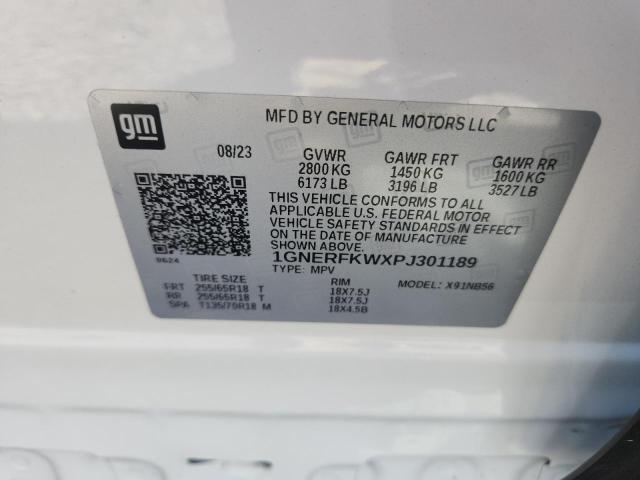 gm
MFD BY GENERAL MOTORS LLC
08/23 GVWR GAWR FRT GAWR RR
2800 KG 1450 KG 1600 KG
6173 LB 3196 LB 3527 LB
THIS VEHICLE CONFORMS TO ALL
APPLICABLE U.S. FEDERAL MOTOR
VEHICLE SAFETY STANDARDS IN EFFECT
ON THE DATE OF MANUFACTURE
SHOWN ABOVE.
1GNERFKWXPJ301189
TYPE: MPV MODEL: X91NB56
9624
TIRE SIZE RIM
FRT 255/65R18 T 18X7.5J
RR 255/65R18 T 18X7.5J
SPA T135/70R18 M 18X4.5B